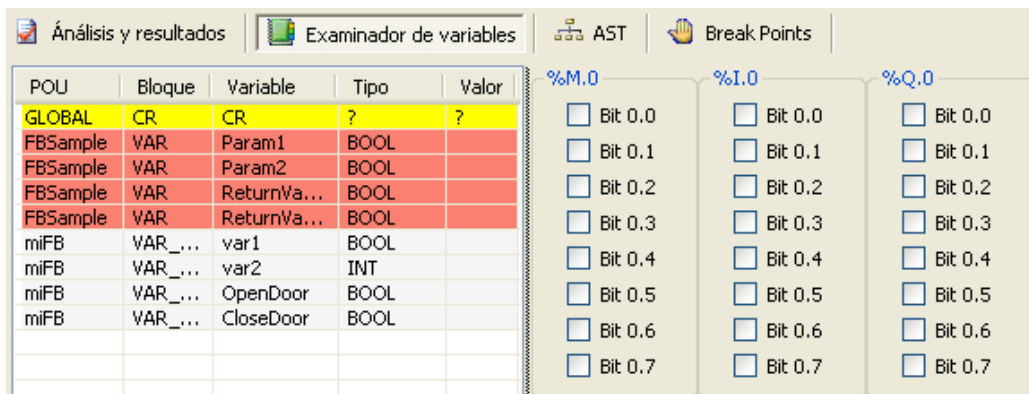 Ánálisis y resultados Examinador de variables AST Break Points
POU Bloque Variable Tipo Valor
GLOBAL CR CR ? ?
FBSample VAR Param1 BOOL
FBSample VAR Param2 BOOL
FBSample VAR ReturnVa... BOOL
FBSample VAR ReturnVa... BOOL
miFB VAR_... var1 BOOL
miFB VAR_... var2 INT
miFB VAR_... OpenDoor BOOL
miFB VAR_... CloseDoor BOOL
%M.0
Bit 0.0
Bit 0.1
Bit 0.2
Bit 0.3
Bit 0.4
Bit 0.5
Bit 0.6
Bit 0.7
%I.0
Bit 0.0
Bit 0.1
Bit 0.2
Bit 0.3
Bit 0.4
Bit 0.5
Bit 0.6
Bit 0.7
%Q.0
Bit 0.0
Bit 0.1
Bit 0.2
Bit 0.3
Bit 0.4
Bit 0.5
Bit 0.6
Bit 0.7